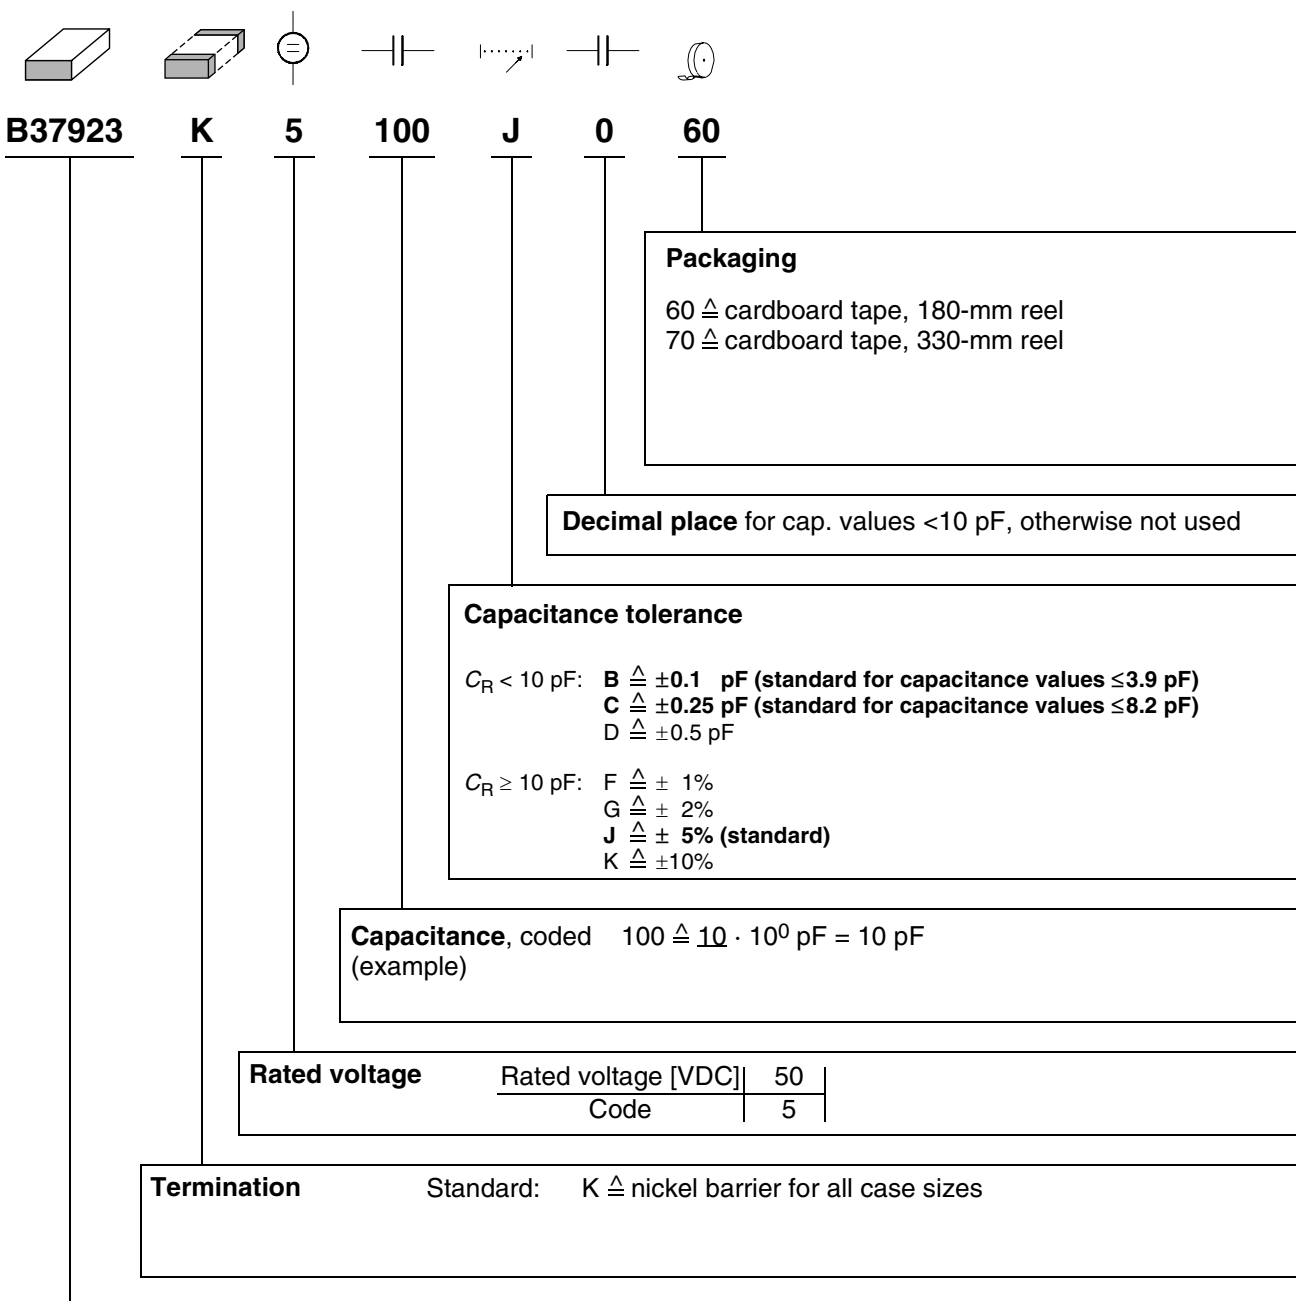 B37923 K 5 100 J 0 60
Packaging
60 ≙ cardboard tape, 180-mm reel
70 ≙ cardboard tape, 330-mm reel
Decimal place for cap. values <10 pF, otherwise not used
Capacitance tolerance
CR < 10 pF: B ≙ ±0.1 pF (standard for capacitance values ≤3.9 pF)
C ≙ ±0.25 pF (standard for capacitance values ≤8.2 pF)
D ≙ ±0.5 pF
CR ≥ 10 pF: F ≙ ± 1%
G ≙ ± 2%
J ≙ ± 5% (standard)
K ≙ ±10%
Capacitance, coded 100 ≙ 10 · 10⁰ pF = 10 pF
(example)
Rated voltage Rated voltage [VDC] 50
Code 5
Termination Standard: K ≙ nickel barrier for all case sizes